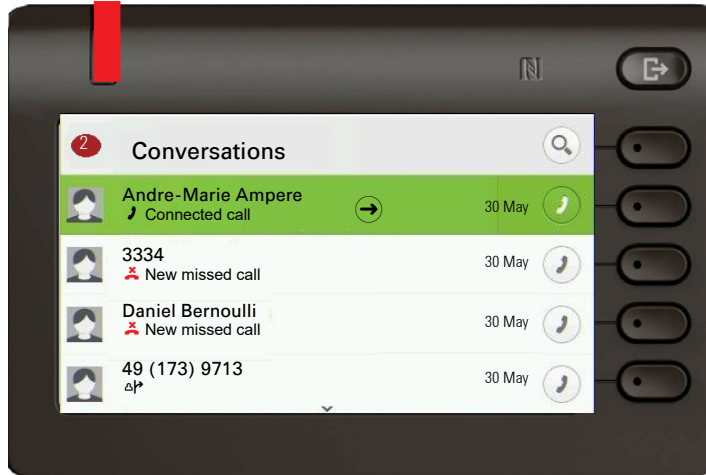 2
Conversations
Andre-Marie Ampere
Connected call
30 May
3334
New missed call
30 May
Daniel Bernoulli
New missed call
30 May
49 (173) 9713
30 May